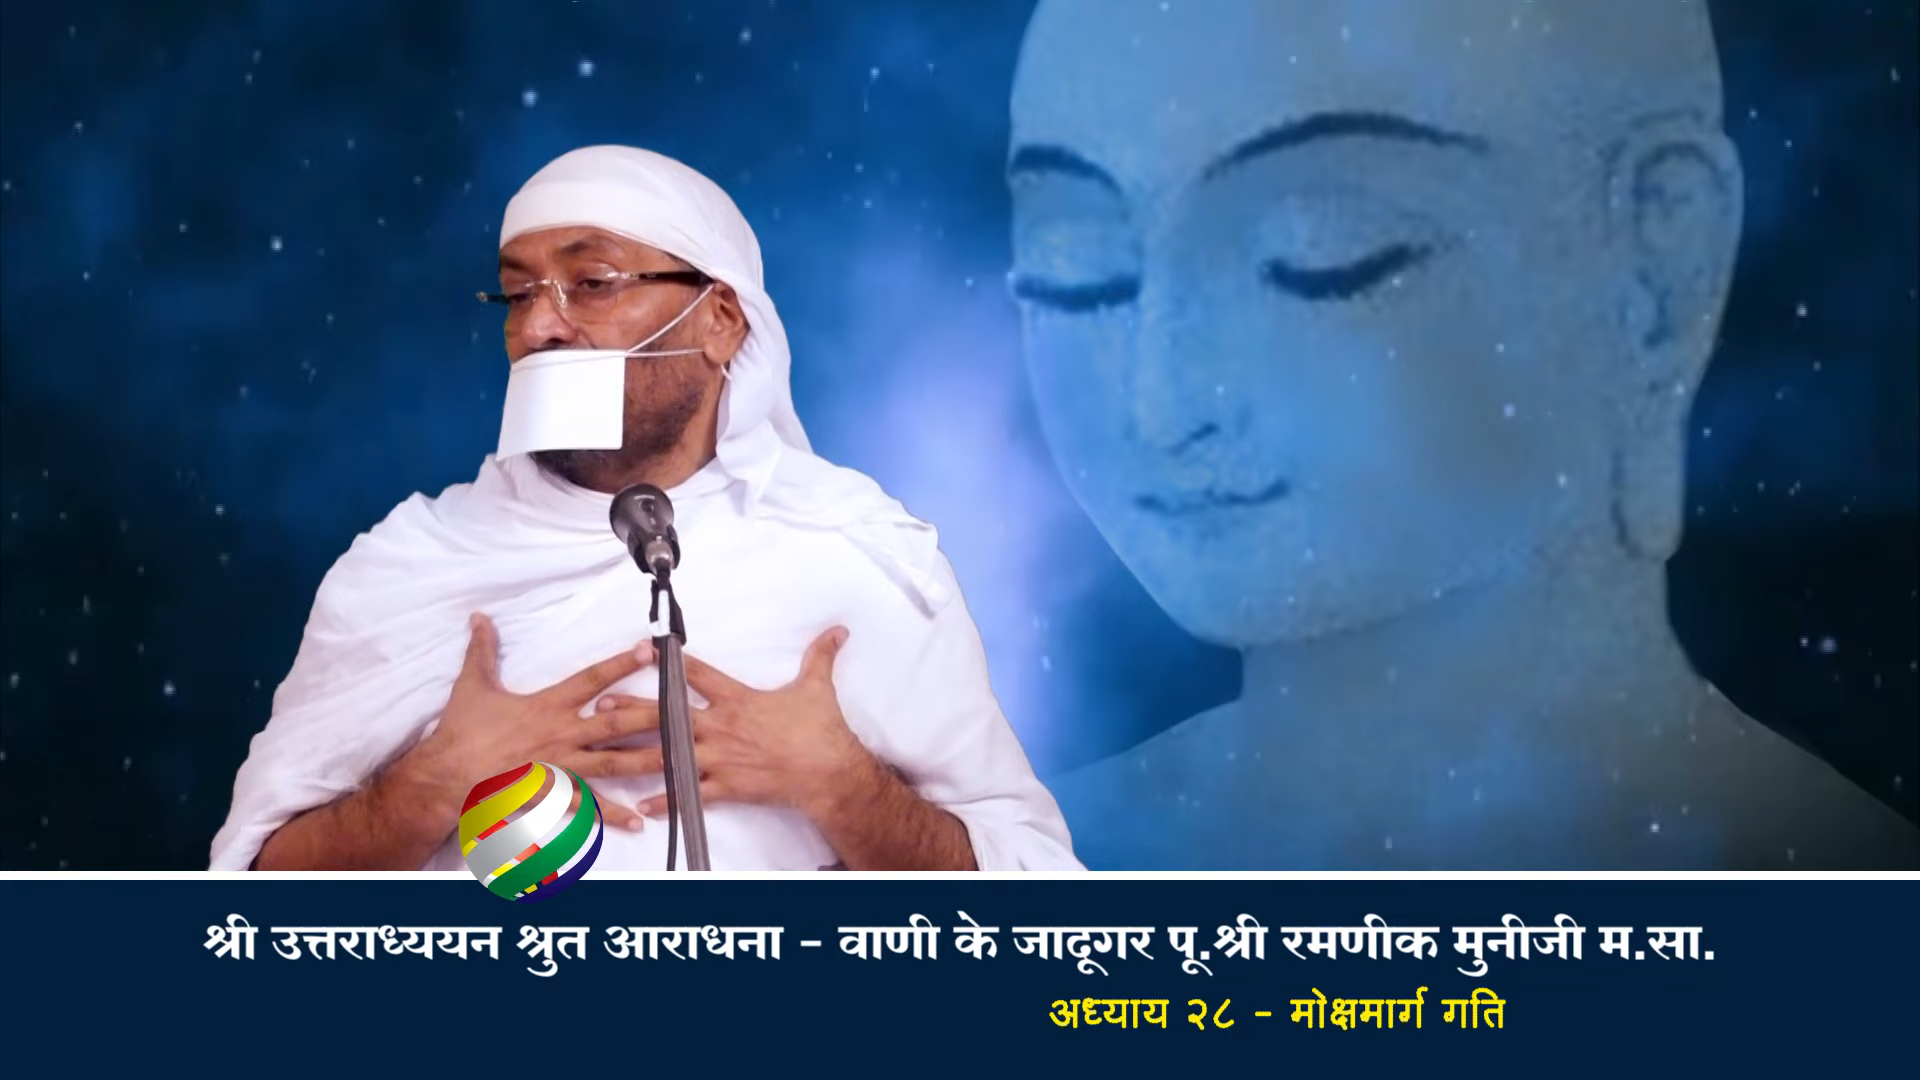 श्री उत्तराध्ययन श्रुत आराधना - वाणी के जादूगर पू.श्री रमणीक मुनीजी म.सा.
अध्याय २८ - मोक्षमार्ग गति